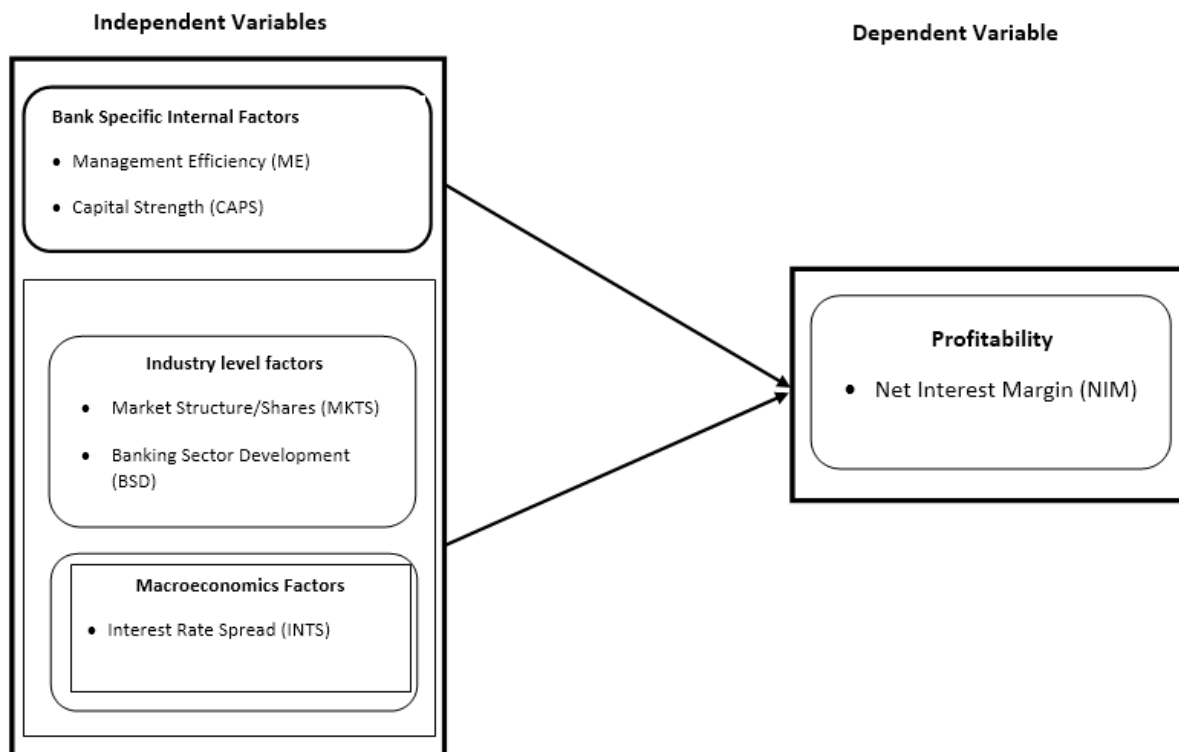 Independent Variables
Dependent Variable
Bank Specific Internal Factors
• Management Efficiency (ME)
• Capital Strength (CAPS)
Industry level factors
• Market Structure/Shares (MKTS)
• Banking Sector Development
(BSD)
Macroeconomics Factors
• Interest Rate Spread (INTS)
Profitability
• Net Interest Margin (NIM)